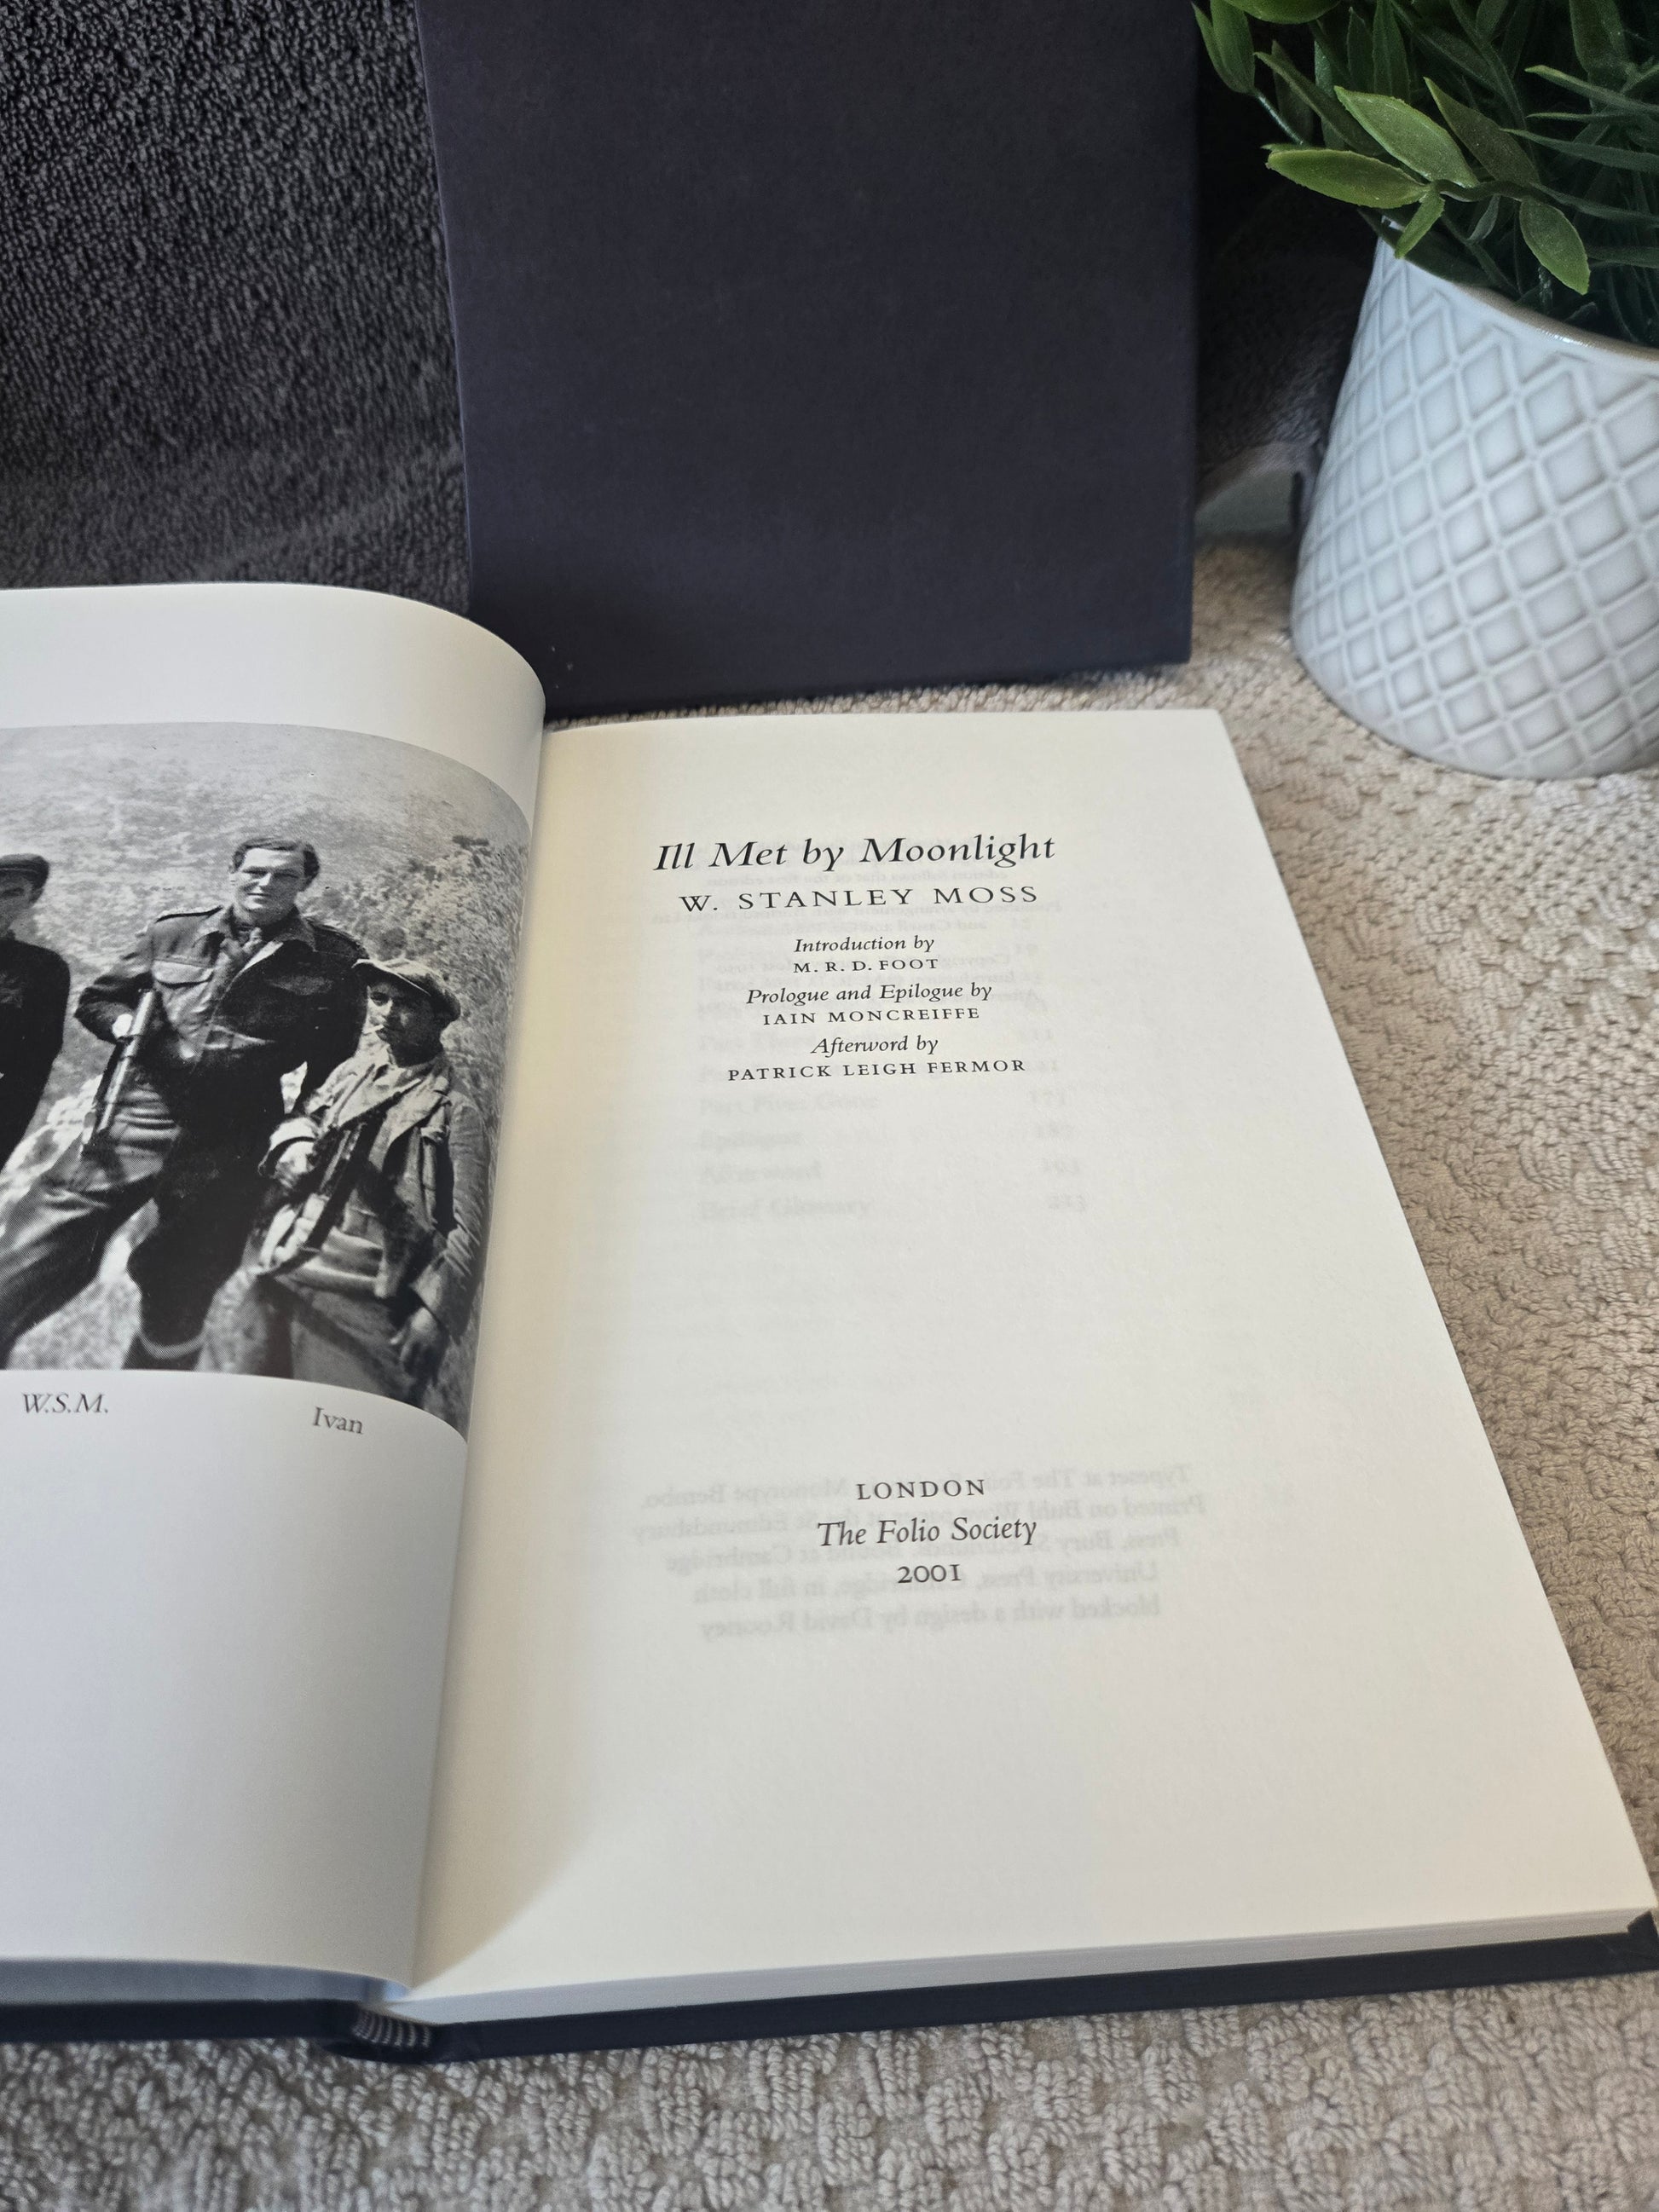 W.S.M.
Ivan
Ill Met by Moonlight
W. STANLEY MOSS
Introduction by
M. R. D. FOOT
Prologue and Epilogue by
IAIN MONCREIFFE
Afterword by
PATRICK LEIGH FERMOR
LONDON
The Folio Society
2001